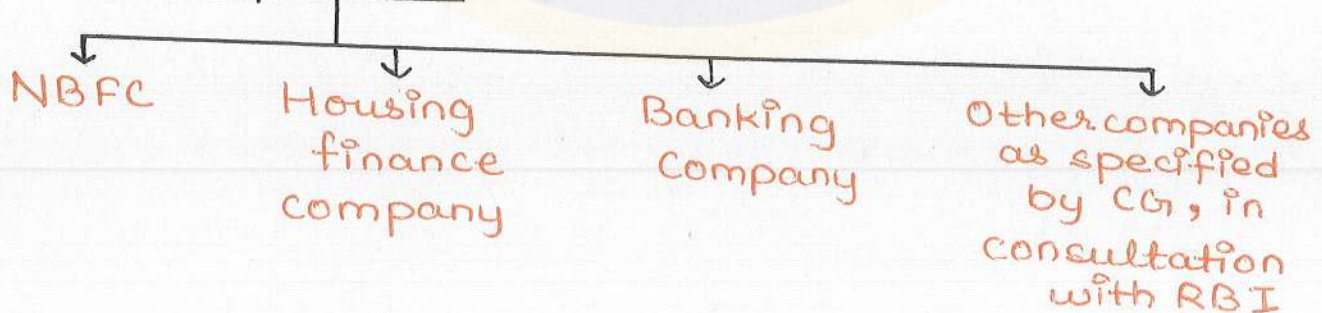 NBFC
Housing
finance
company
Banking
Company
Other companies
as specified
by CG, in
consultation
with RBI